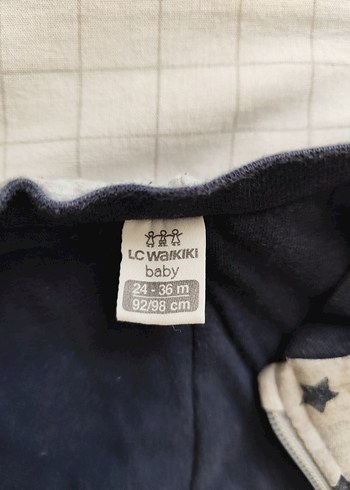 LC WAIKIKI
baby
24 - 36 m
92/98 cm